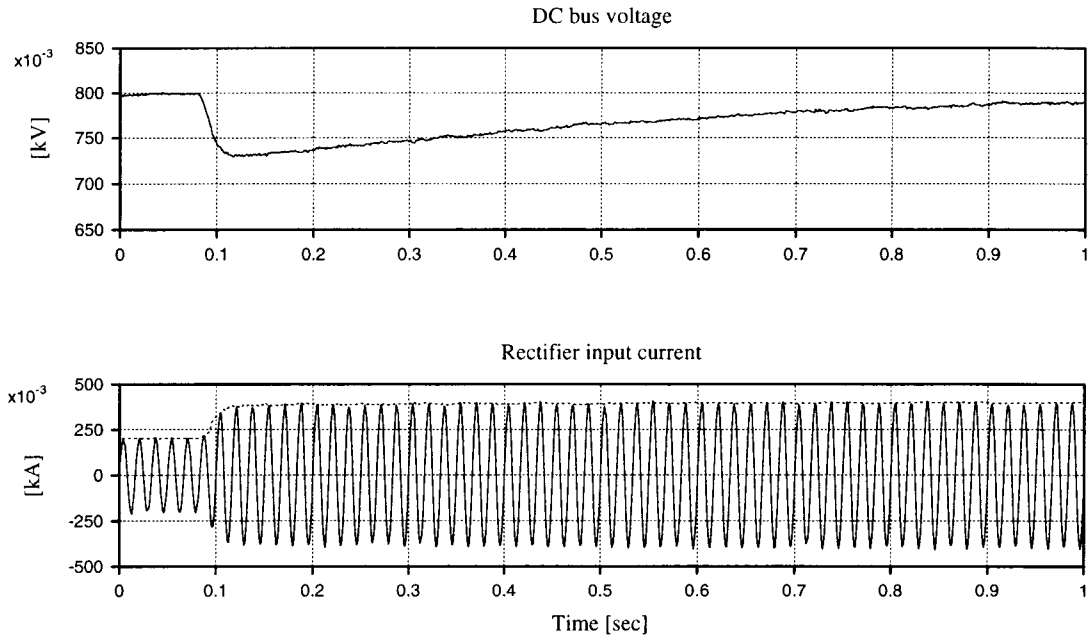 DC bus voltage
x10-3
850
800
750
700
650
[kV]
0 0.1 0.2 0.3 0.4 0.5 0.6 0.7 0.8 0.9 1
Rectifier input current
x10-3
500
250
0
-250
-500
[kA]
0 0.1 0.2 0.3 0.4 0.5 0.6 0.7 0.8 0.9 1
Time [sec]